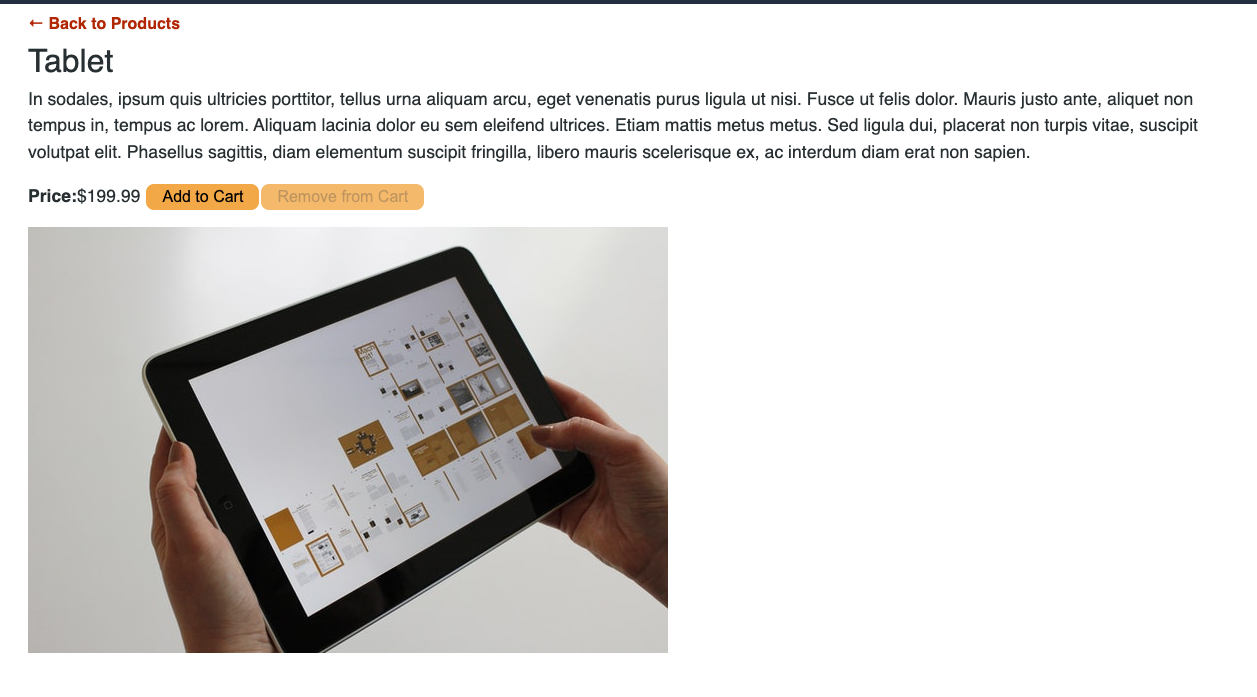 ← Back to Products
Tablet
In sodales, ipsum quis ultricies porttitor, tellus urna aliquam arcu, eget venenatis purus ligula ut nisi. Fusce ut felis dolor. Mauris justo ante, aliquet non
tempus in, tempus ac lorem. Aliquam lacinia dolor eu sem eleifend ultrices. Etiam mattis metus metus. Sed ligula dui, placerat non turpis vitae, suscipit
volutpat elit. Phasellus sagittis, diam elementum suscipit fringilla, libero mauris scelerisque ex, ac interdum diam erat non sapien.
Price:$199.99 Add to Cart Remove from Cart
Mach
mit!